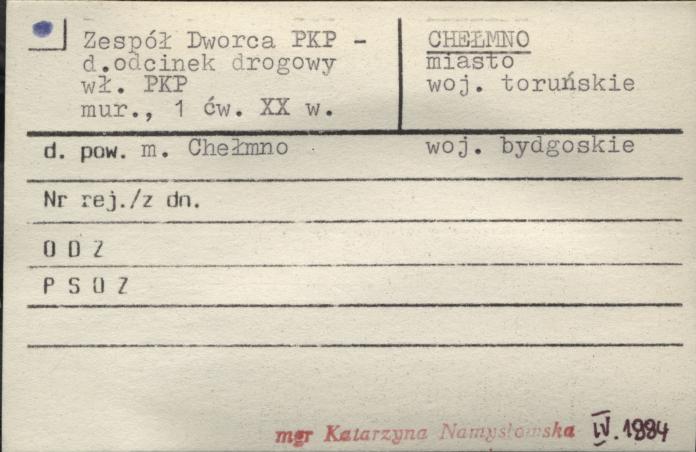 Zespół Dworca PKP - CHEŁMNO
d.odcinek drogowy miasto
wł. PKP woj. toruńskie
mur., 1 ćw. XX w.
d. pow. m. Chełmno woj. bydgoskie
Nr rej./z dn.
O D Z
P S O Z
mgr Katarzyna Namysłowska IV.1984